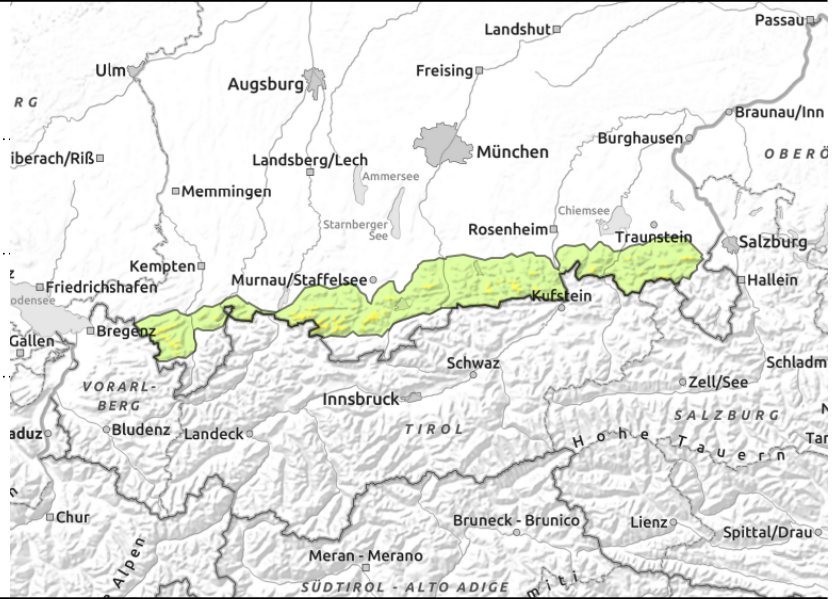 Passau
Landshut
Ulm
Freising
Augsburg
RG
Braunau/Inn
Burghausen
iberach/Riß
Landsberg/Lech
München
OBERÖ
Ammersee
Memmingen
Chiemsee
Starnberger
See
Rosenheim
Traunstein
Salzburg
Kempten
z
Friedrichshafen
Murnau/Staffelsee
Hallein
odensee
Kufstein
Bregenz
Gallen
Schwaz
Schladm
VORARL-
BERG
Zell/See
Innsbruck
SALZBURG
N
aduz
Bludenz
Landeck
TIROL
Hohe Tauern
Tar
n
Chur
Bruneck - Brunico
Lienz
Spittal/Drau
e Alpen
Meran - Merano
SÜDTIROL - ALTO ADIGE
miti